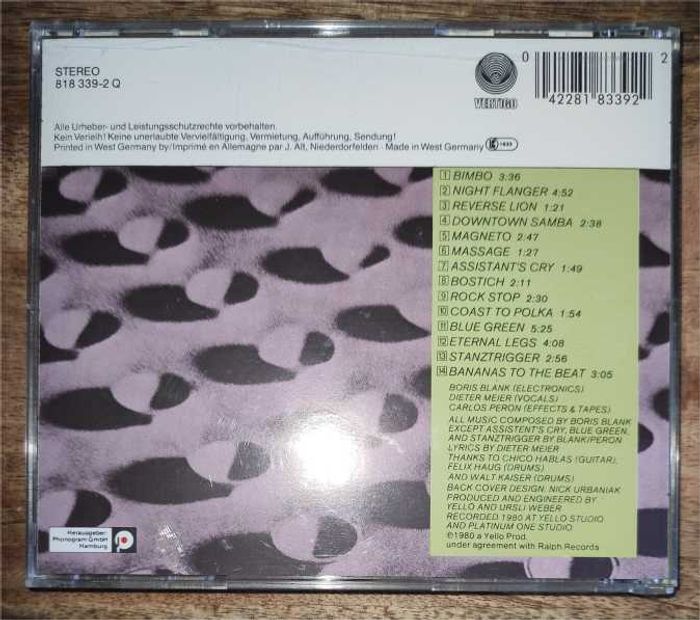 STEREO
818 339-2 Q
VERTIGO
0 42281 83392 2
Alle Urheber- und Leistungsschutzrechte vorbehalten.
Kein Verleih! Keine unerlaubte Vervielfältigung, Vermietung, Aufführung, Sendung!
Printed in West Germany by/Imprimé en Allemagne par J. Alt, Niederdorfelden · Made in West Germany
1 BIMBO 3:36
2 NIGHT FLANGER 4:52
3 REVERSE LION 1:21
4 DOWNTOWN SAMBA 2:38
5 MAGNETO 2:47
6 MASSAGE 1:27
7 ASSISTANT'S CRY 1:49
8 BOSTICH 2:11
9 ROCK STOP 2:30
10 COAST TO POLKA 1:54
11 BLUE GREEN 5:25
12 ETERNAL LEGS 4:08
13 STANZTRIGGER 2:56
14 BANANAS TO THE BEAT 3:05
BORIS BLANK (ELECTRONICS)
DIETER MEIER (VOCALS)
CARLOS PERON (EFFECTS & TAPES)
ALL MUSIC COMPOSED BY BORIS BLANK
EXCEPT ASSISTENT'S CRY, BLUE GREEN,
AND STANZTRIGGER BY BLANK/PERON
LYRICS BY DIETER MEIER
THANKS TO CHICO HABLAS (GUITAR),
FELIX HAUG (DRUMS)
AND WALT KAISER (DRUMS)
BACK COVER DESIGN: NICK URBANIAK
PRODUCED AND ENGINEERED BY
YELLO AND URSLI WEBER
RECORDED 1980 AT YELLO STUDIO
AND PLATINUM ONE STUDIO
℗1980 a Yello Prod.
under agreement with Ralph Records
Herausgeber:
Phonogram GmbH
Hamburg